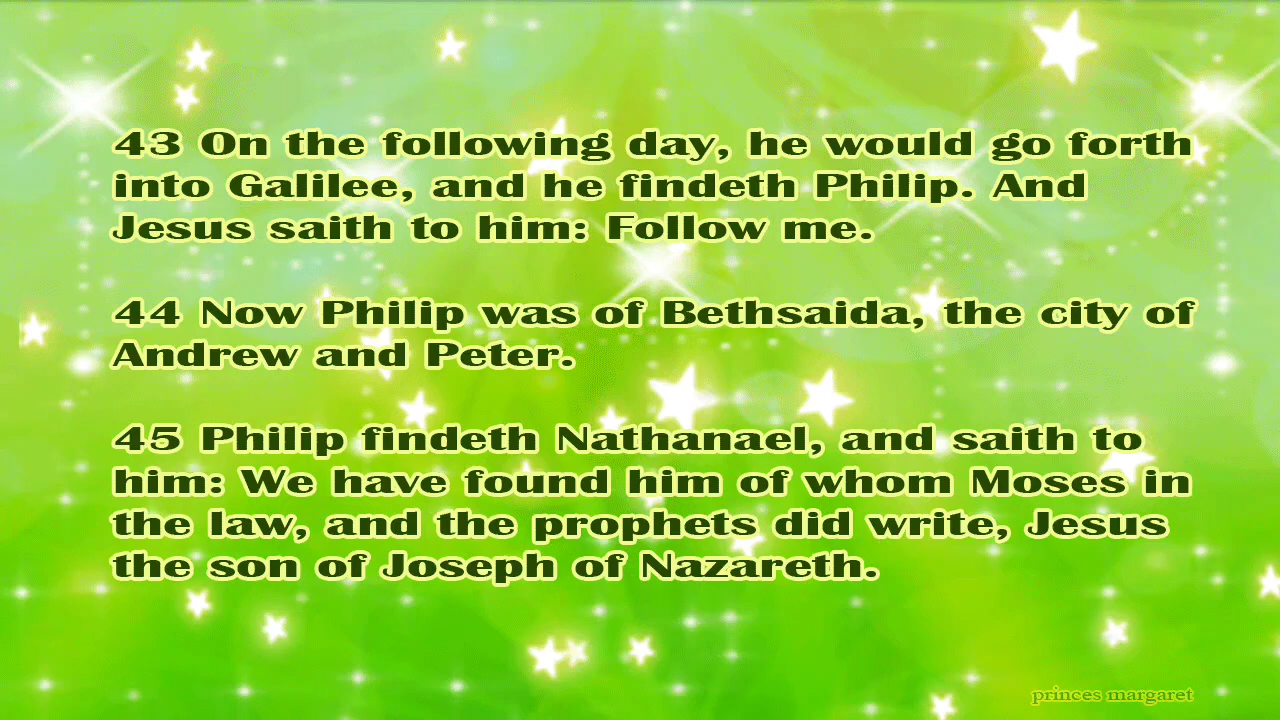 43 On the following day, he would go forth
into Galilee, and he findeth Philip. And
Jesus saith to him: Follow me.
44 Now Philip was of Bethsaida, the city of
Andrew and Peter.
45 Philip findeth Nathanael, and saith to
him: We have found him of whom Moses in
the law, and the prophets did write, Jesus
the son of Joseph of Nazareth.
princes margaret